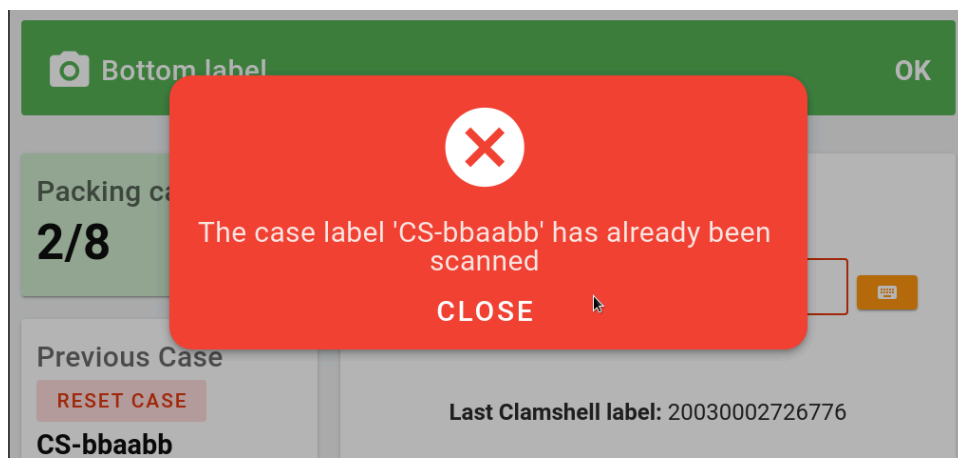 Bottom label
OK
Packing ca
2/8
The case label 'CS-bbaabb' has already been
scanned
CLOSE
Previous Case
RESET CASE
CS-bbaabb
Last Clamshell label: 20030002726776